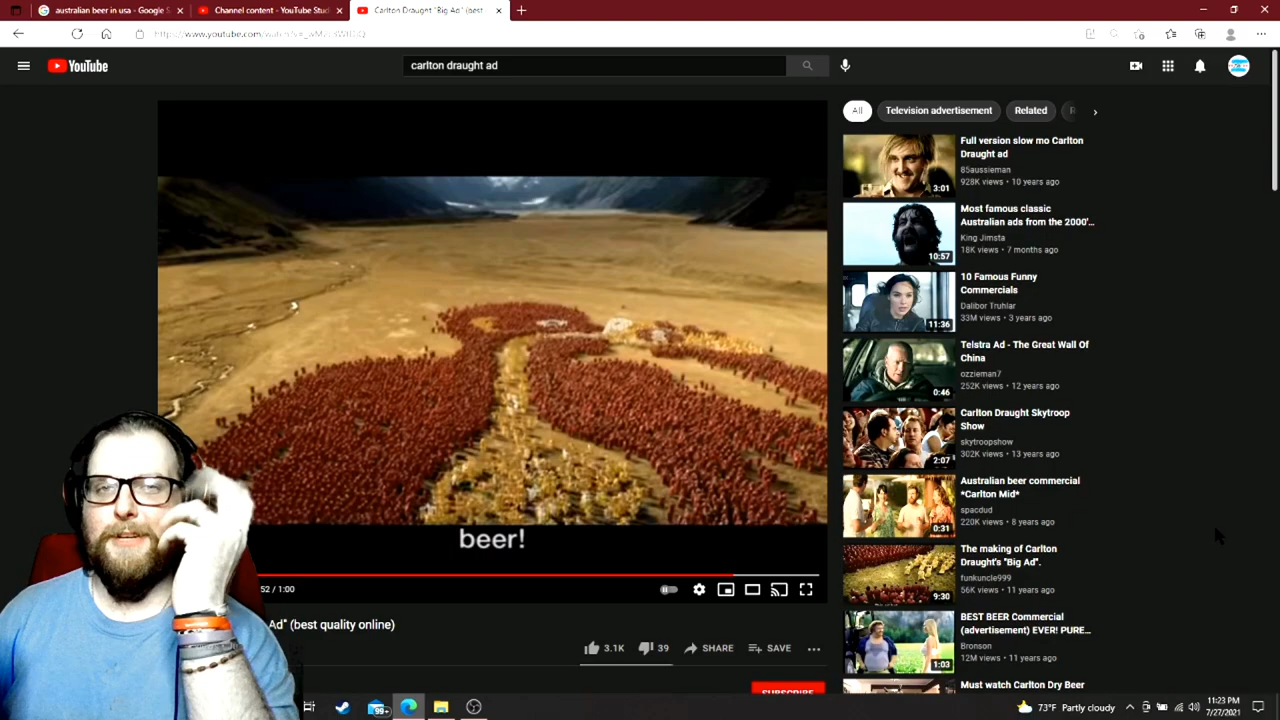 australian beer in usa - Google S
Channel content - YouTube Stud
Carlton Draught "Big Ad" (best
YouTube
carlton draught ad
All
Television advertisement
Related
Full version slow mo Carlton
Draught ad
85aussieman
928K views • 10 years ago
3:01
Most famous classic
Australian ads from the 2000'...
King Jimsta
18K views • 7 months ago
10:57
10 Famous Funny
Commercials
Dalibor Truhlar
33M views • 3 years ago
11:36
Telstra Ad - The Great Wall Of
China
ozzieman7
252K views • 12 years ago
0:46
Carlton Draught Skytroop
Show
skytroopshow
302K views • 13 years ago
2:07
Australian beer commercial
*Carlton Mid*
spacdud
220K views • 8 years ago
0:31
The making of Carlton
Draught's "Big Ad".
funkuncle999
56K views • 11 years ago
9:30
BEST BEER Commercial
(advertisement) EVER! PURE...
Bronson
12M views • 11 years ago
1:03
Must watch Carlton Dry Beer
beer!
52 / 1:00
Ad" (best quality online)
3.1K
39
SHARE
SAVE
SUBSCRIBE
99+
73°F Partly cloudy
11:23 PM
7/27/2021